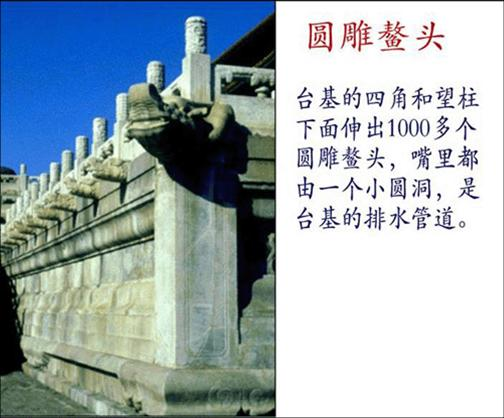 圆雕鳌头
台基的四角和望柱
下面伸出1000多个
圆雕鳌头，嘴里都
由一个小圆洞，是
台基的排水管道。